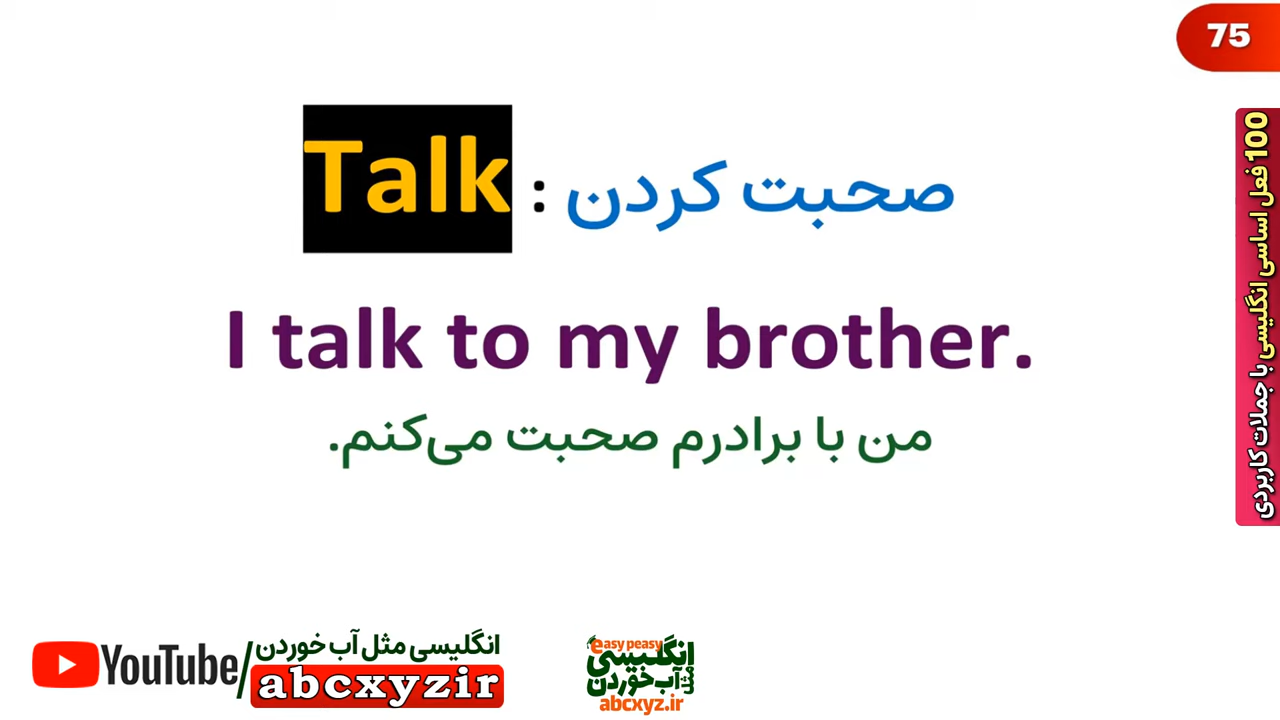 75
Talk : صحبت کردن
I talk to my brother.
من با برادرم صحبت می‌کنم.
100 فعل اساسی انگلیسی با جملات کاربردی
YouTube/انگلیسی مثل آب خوردن
abcxyzir
easy peasy
انگلیسی
مثل آب خوردن
abcxyz.ir